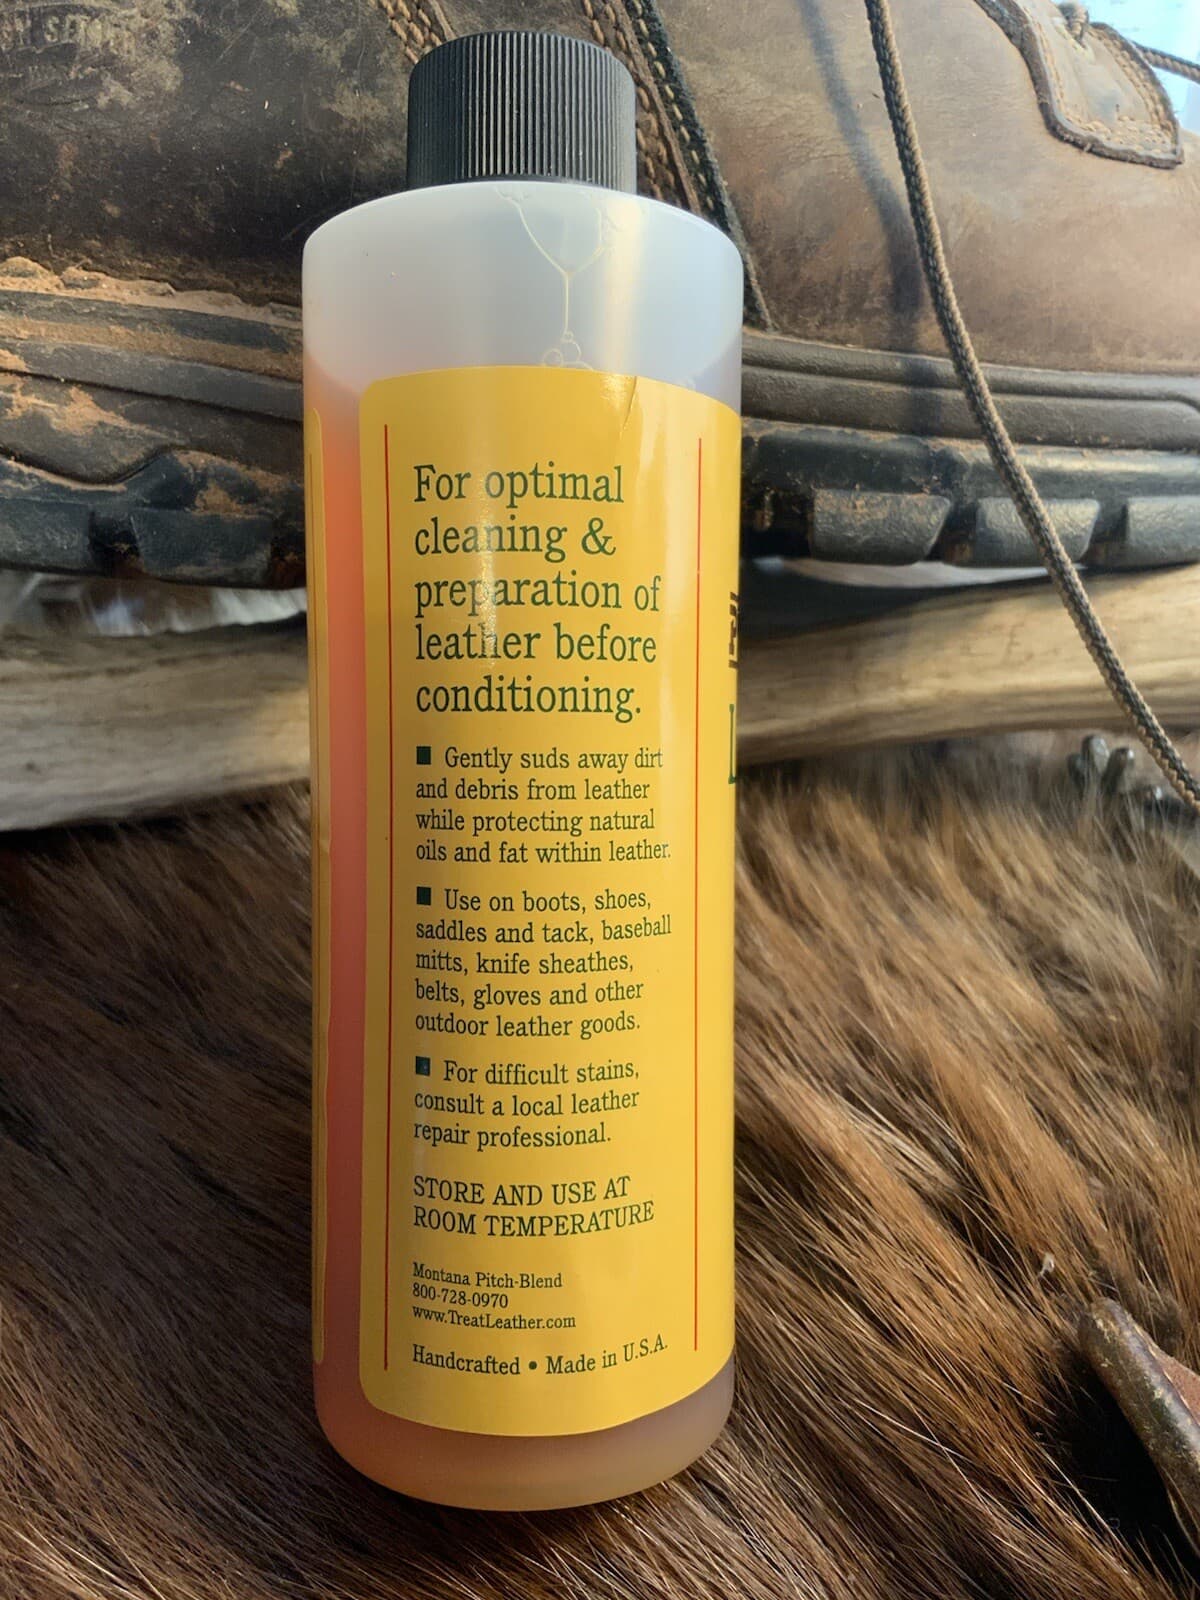 For optimal
cleaning &
preparation of
leather before
conditioning.
■ Gently suds away dirt
and debris from leather
while protecting natural
oils and fat within leather.
■ Use on boots, shoes,
saddles and tack, baseball
mitts, knife sheathes,
belts, gloves and other
outdoor leather goods.
■ For difficult stains,
consult a local leather
repair professional.
STORE AND USE AT
ROOM TEMPERATURE
Montana Pitch-Blend
800-728-0970
www.TreatLeather.com
Handcrafted • Made in U.S.A.